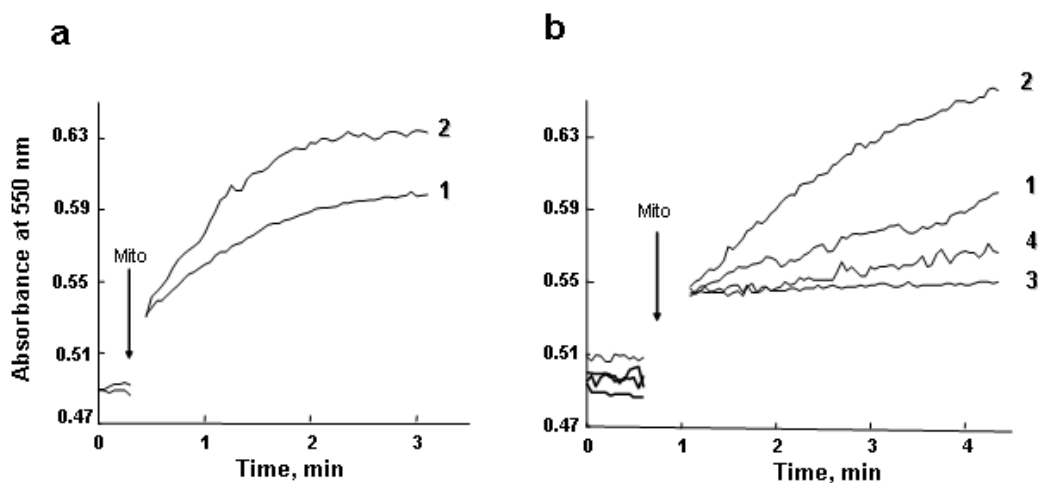 a
Absorbance at 550 nm
0.63
0.59
0.55
0.51
0.47
Mito
2
1
0 1 2 3
Time, min
b
0.63
0.59
0.55
0.51
0.47
Mito
2
1
4
3
0 1 2 3 4
Time, min